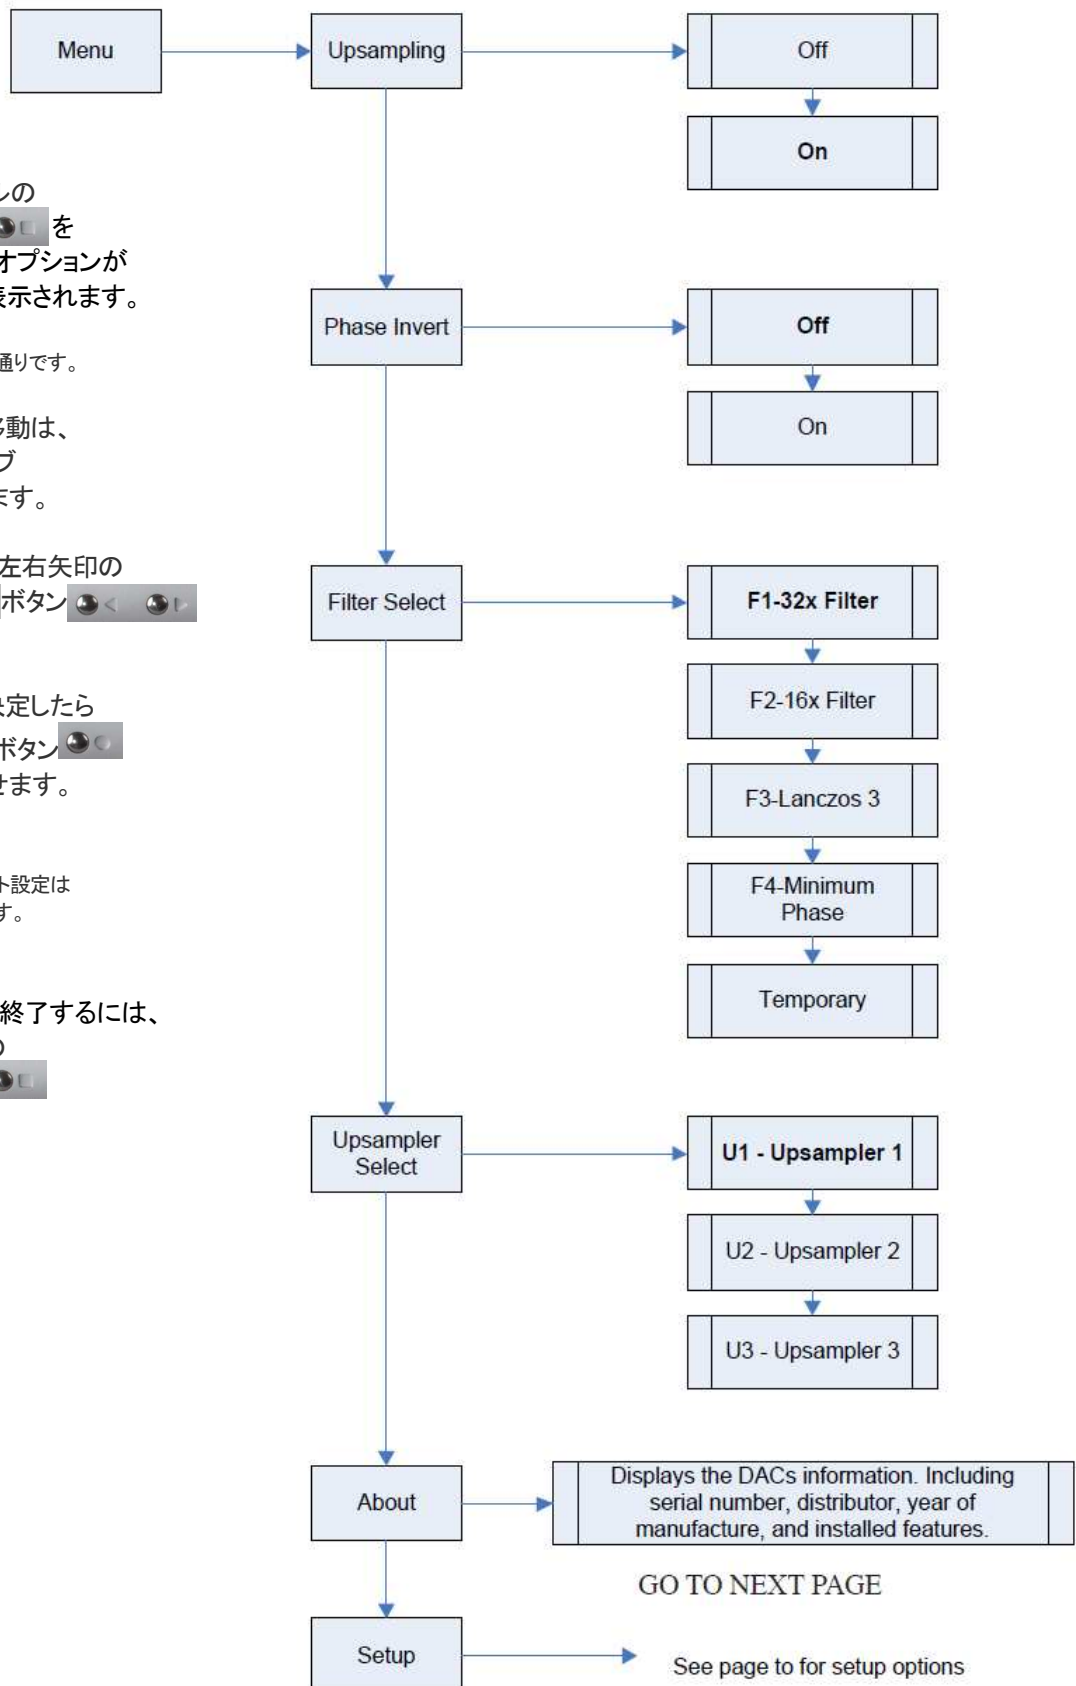 Menu
Upsampling
Off
On
ルの
を
オプションが
表示されます。
通りです。
移動は、
ブ
ます。
左右矢印の
ボタン
決定したら
ボタン
せます。
ト設定は
す。
終了するには、
の
Phase Invert
Off
On
Filter Select
F1-32x Filter
F2-16x Filter
F3-Lanczos 3
F4-Minimum
Phase
Temporary
Upsampler
Select
U1 - Upsampler 1
U2 - Upsampler 2
U3 - Upsampler 3
About
Displays the DACs information. Including
serial number, distributor, year of
manufacture, and installed features.
GO TO NEXT PAGE
Setup
See page to for setup options